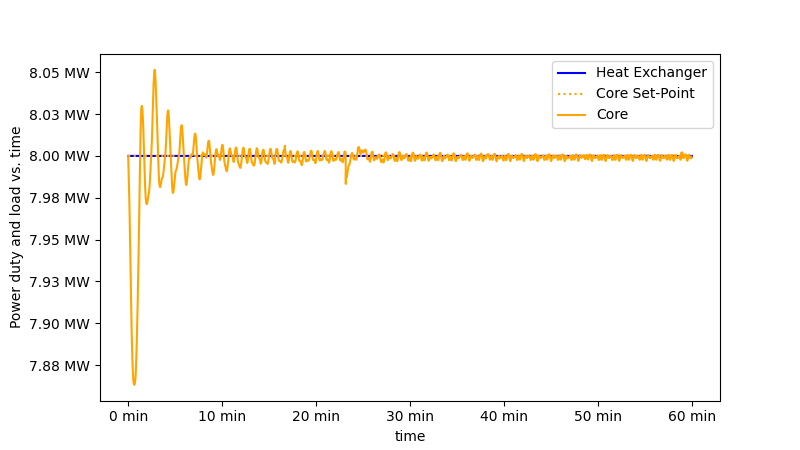 8.05 MW
8.03 MW
8.00 MW
7.98 MW
7.95 MW
7.93 MW
7.90 MW
7.88 MW
Power duty and load vs. time
Heat Exchanger
Core Set-Point
Core
0 min 10 min 20 min 30 min 40 min 50 min 60 min
time